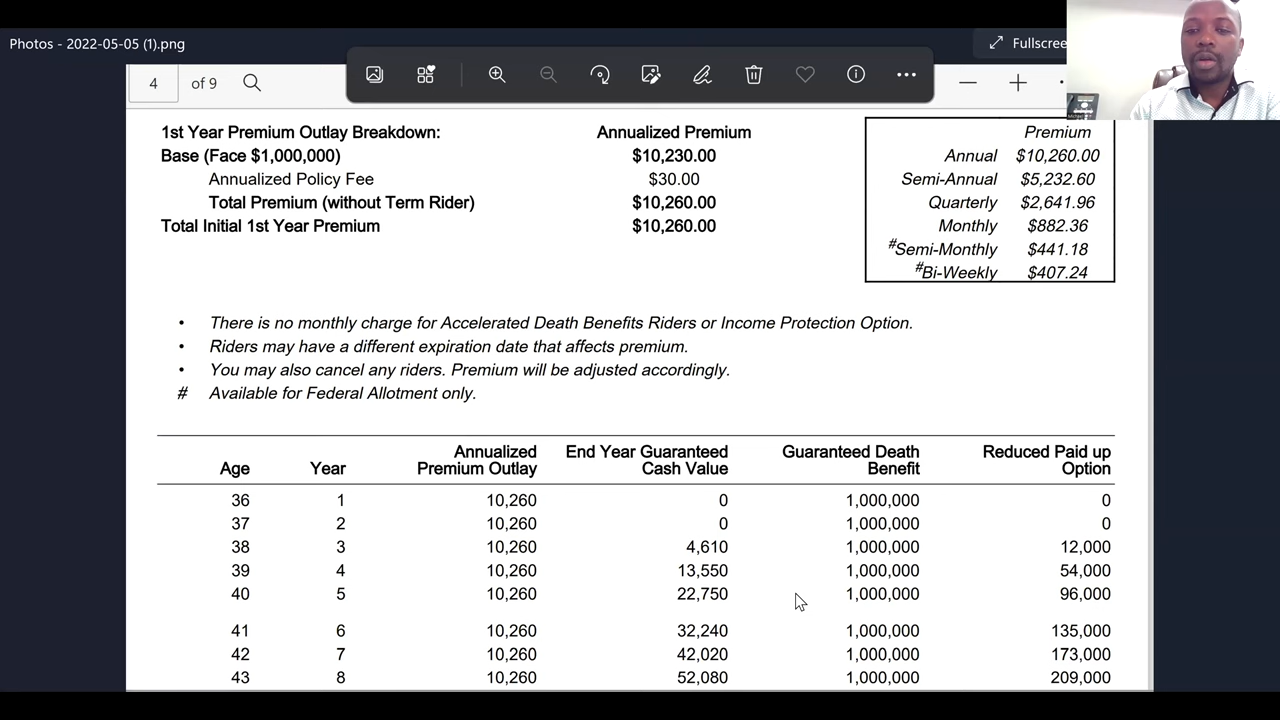 Photos - 2022-05-05 (1).png
Fullscree
4 of 9
1st Year Premium Outlay Breakdown: Annualized Premium
Base (Face $1,000,000) $10,230.00
Annualized Policy Fee $30.00
Total Premium (without Term Rider) $10,260.00
Total Initial 1st Year Premium $10,260.00
Premium
Annual $10,260.00
Semi-Annual $5,232.60
Quarterly $2,641.96
Monthly $882.36
#Semi-Monthly $441.18
#Bi-Weekly $407.24
• There is no monthly charge for Accelerated Death Benefits Riders or Income Protection Option.
• Riders may have a different expiration date that affects premium.
• You may also cancel any riders. Premium will be adjusted accordingly.
# Available for Federal Allotment only.
Annualized End Year Guaranteed Guaranteed Death Reduced Paid up
Age Year Premium Outlay Cash Value Benefit Option
36 1 10,260 0 1,000,000 0
37 2 10,260 0 1,000,000 0
38 3 10,260 4,610 1,000,000 12,000
39 4 10,260 13,550 1,000,000 54,000
40 5 10,260 22,750 1,000,000 96,000
41 6 10,260 32,240 1,000,000 135,000
42 7 10,260 42,020 1,000,000 173,000
43 8 10,260 52,080 1,000,000 209,000